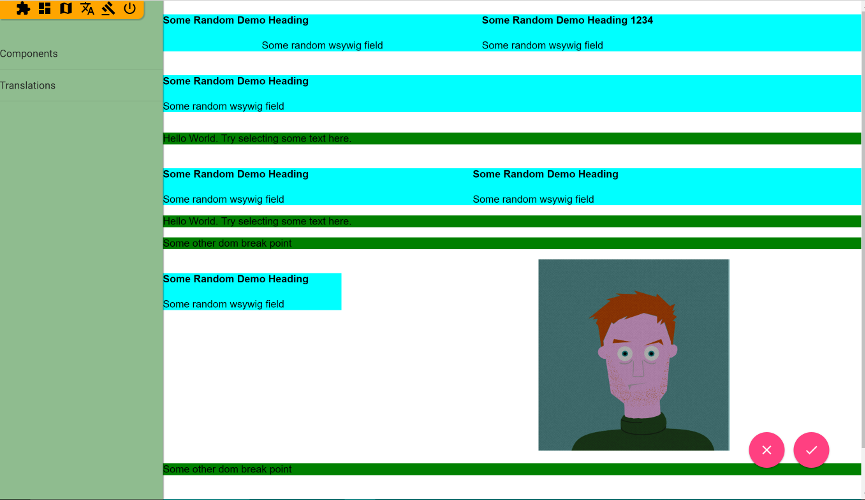 Components
Translations
Some Random Demo Heading
Some random wsywig field
Some Random Demo Heading 1234
Some random wsywig field
Some Random Demo Heading
Some random wsywig field
Hello World. Try selecting some text here.
Some Random Demo Heading
Some random wsywig field
Some Random Demo Heading
Some random wsywig field
Hello World. Try selecting some text here.
Some other dom break point
Some Random Demo Heading
Some random wsywig field
Some other dom break point